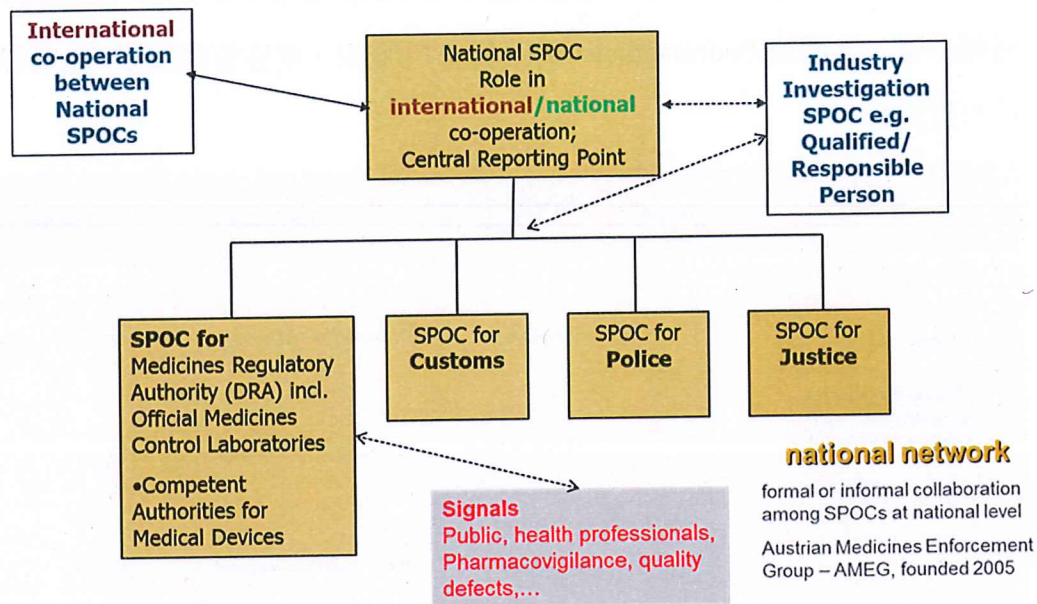 International
co-operation
between
National
SPOCs
National SPOC
Role in
international/national
co-operation;
Central Reporting Point
Industry
Investigation
SPOC e.g.
Qualified/
Responsible
Person
SPOC for
Medicines Regulatory
Authority (DRA) incl.
Official Medicines
Control Laboratories
•Competent
Authorities for
Medical Devices
SPOC for
Customs
SPOC for
Police
SPOC for
Justice
Signals
Public, health professionals,
Pharmacovigilance, quality
defects,...
national network
formal or informal collaboration
among SPOCs at national level
Austrian Medicines Enforcement
Group – AMEG, founded 2005